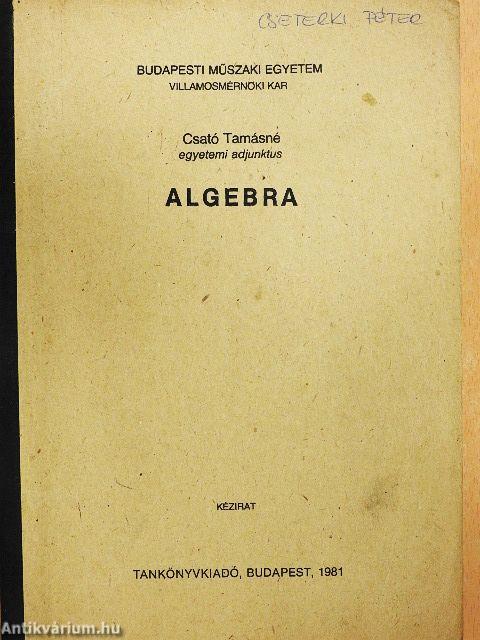 CSETERKI PÉTER
BUDAPESTI MŰSZAKI EGYETEM
VILLAMOSMÉRNÖKI KAR
Csató Tamásné
egyetemi adjunktus
ALGEBRA
KÉZIRAT
TANKÖNYVKIADÓ, BUDAPEST, 1981
Antikvárium.hu